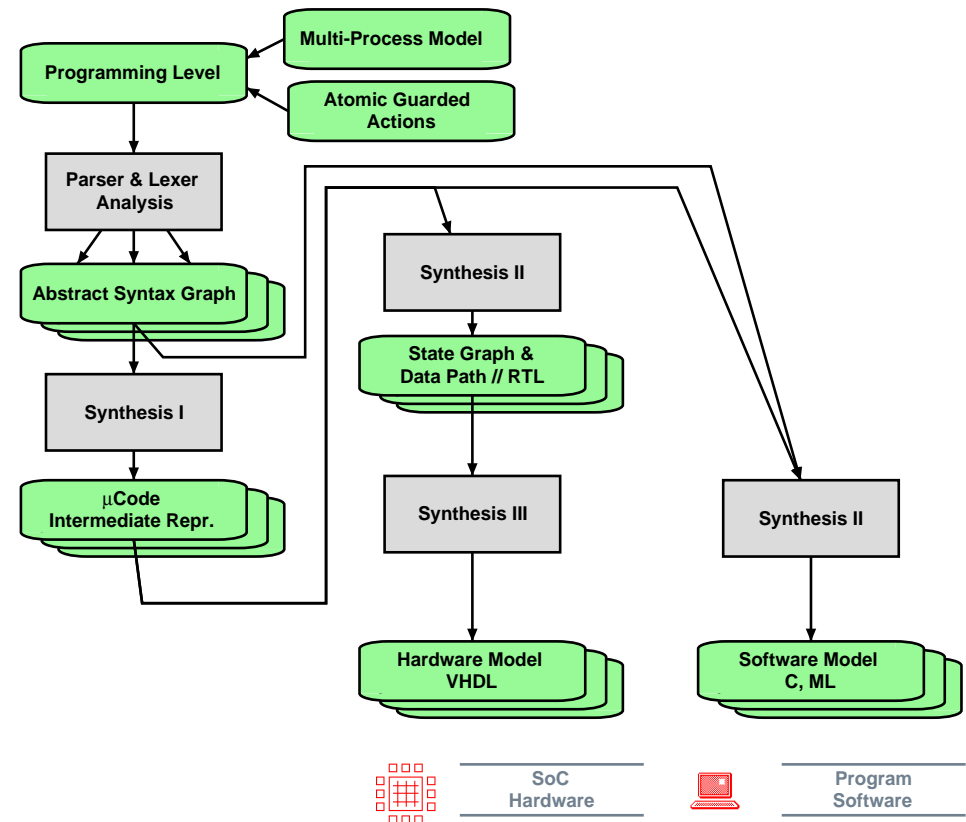 Multi-Process Model
Programming Level
Atomic Guarded
Actions
Parser & Lexer
Analysis
Abstract Syntax Graph
Synthesis I
μCode
Intermediate Repr.
Synthesis II
State Graph &
Data Path // RTL
Synthesis III
Hardware Model
VHDL
Synthesis II
Software Model
C, ML
SoC
Hardware
Program
Software